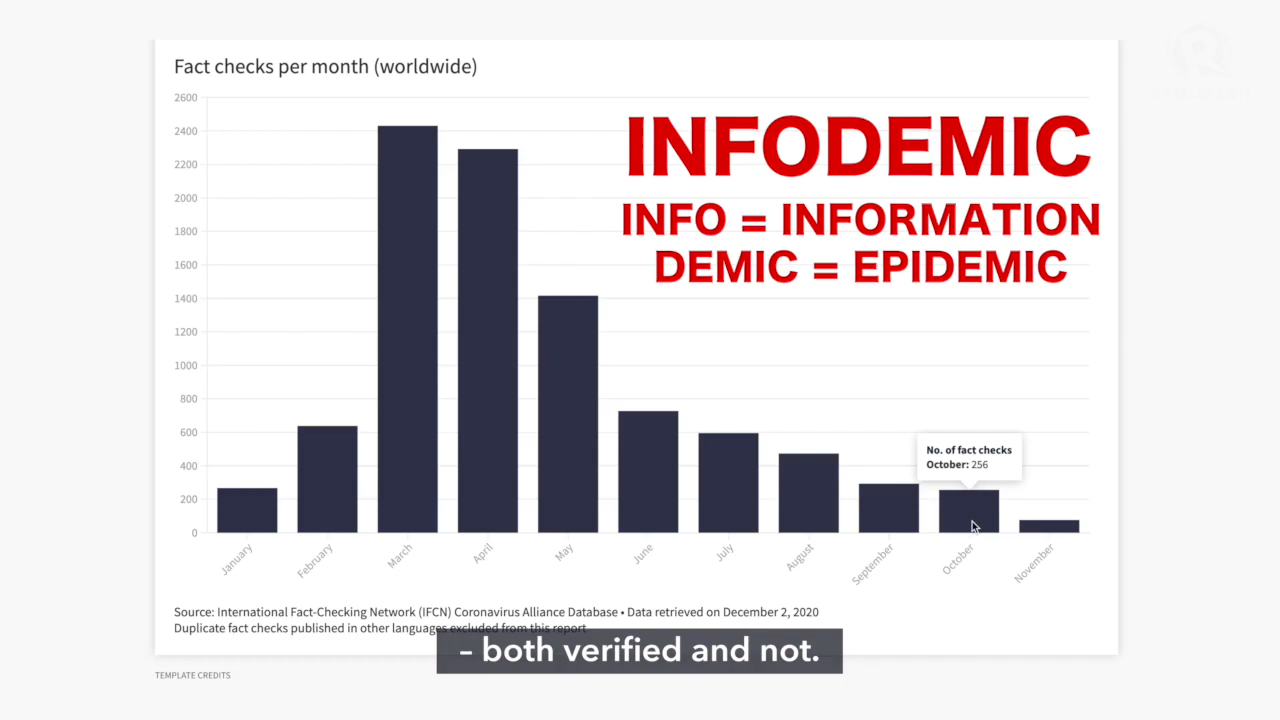 Fact checks per month (worldwide)
2600
2400
2200
2000
1800
1600
1400
1200
1000
800
600
400
200
0
INFODEMIC
INFO = INFORMATION
DEMIC = EPIDEMIC
No. of fact checks
October: 256
January
February
March
April
May
June
July
August
September
October
November
Source: International Fact-Checking Network (IFCN) Coronavirus Alliance Database • Data retrieved on December 2, 2020
Duplicate fact checks published in other languages excluded from this report
– both verified and not.
TEMPLATE CREDITS